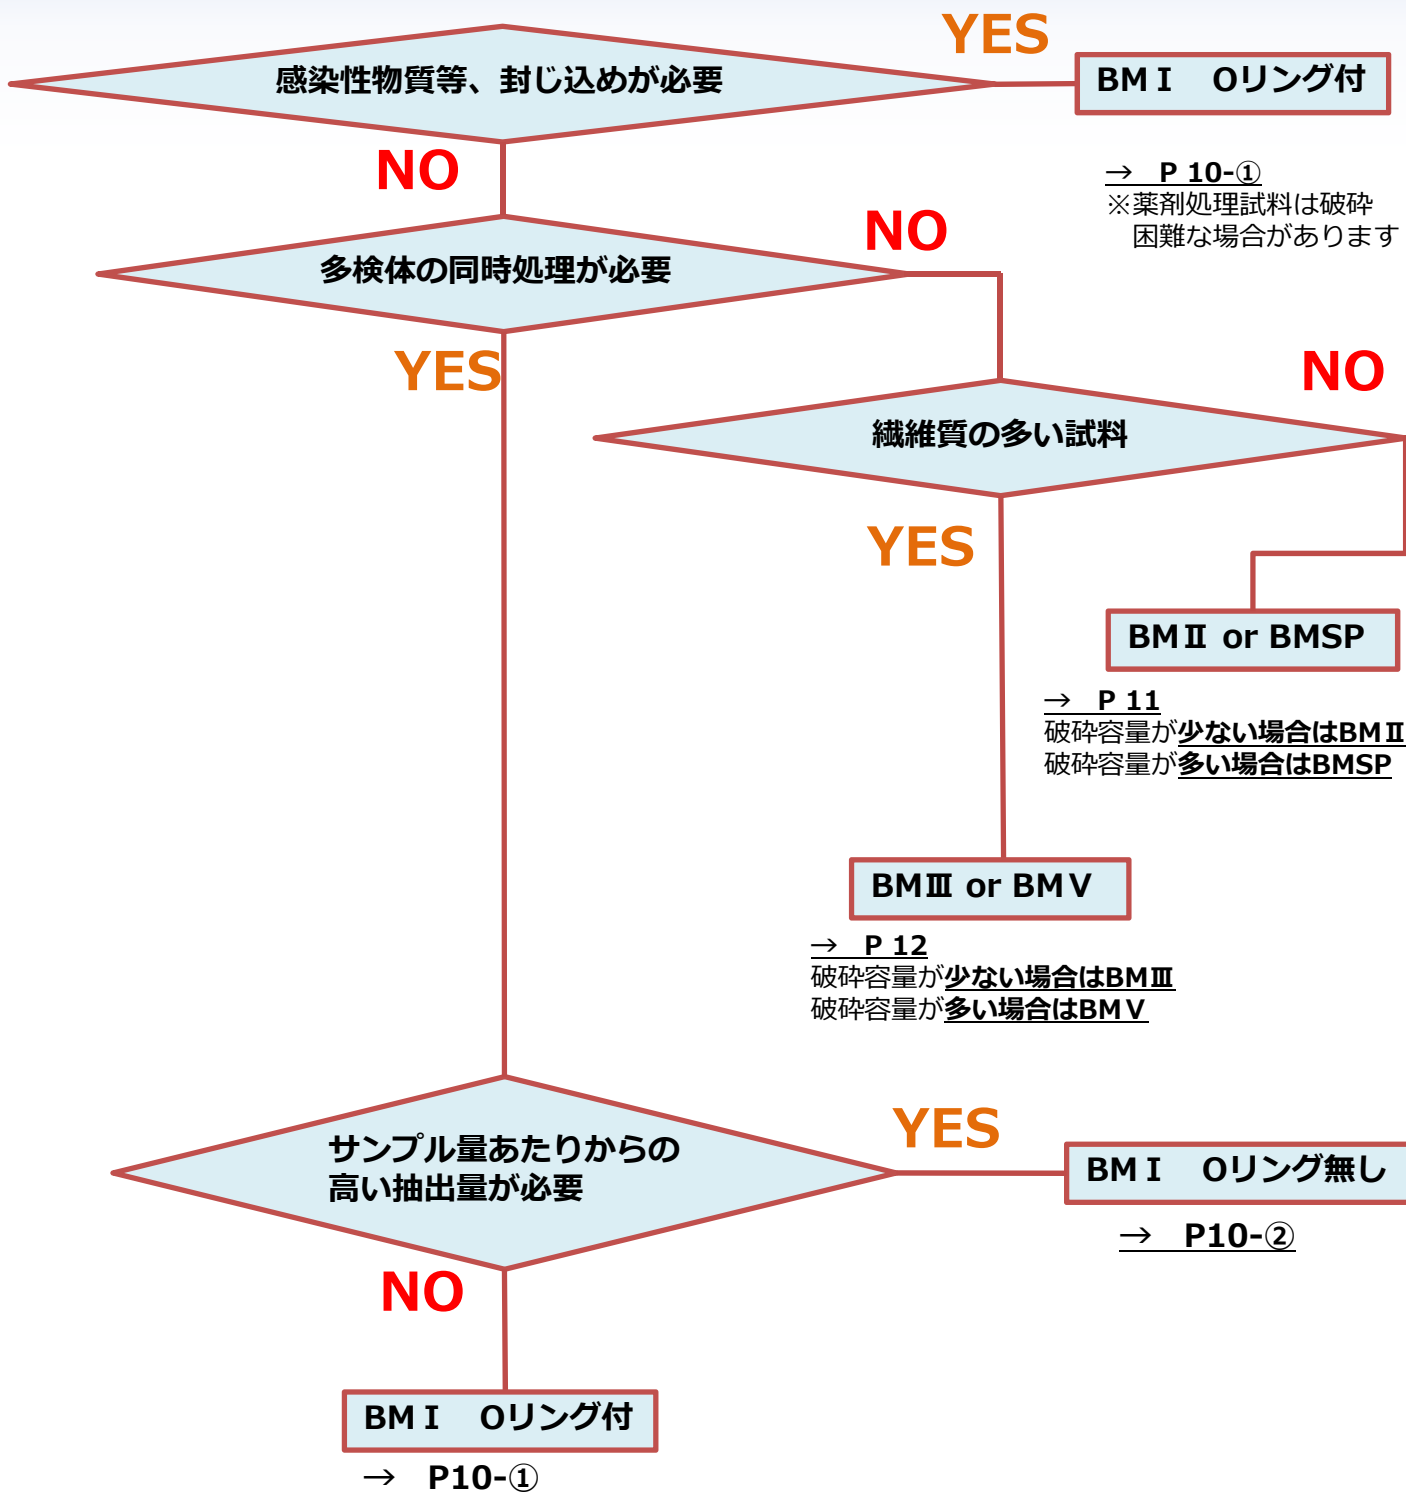 YES
感染性物質等、封じ込めが必要
BMⅠ　Oリング付
NO
→　P 10-①
※薬剤処理試料は破砕
困難な場合があります
NO
多検体の同時処理が必要
YES
NO
繊維質の多い試料
YES
BMⅡ or BMSP
→　P 11
破砕容量が少ない場合はBMⅡ
破砕容量が多い場合はBMSP
BMⅢ or BMⅤ
→　P 12
破砕容量が少ない場合はBMⅢ
破砕容量が多い場合はBMⅤ
サンプル量あたりからの
高い抽出量が必要
YES
BMⅠ　Oリング無し
→　P10-②
NO
BMⅠ　Oリング付
→　P10-①